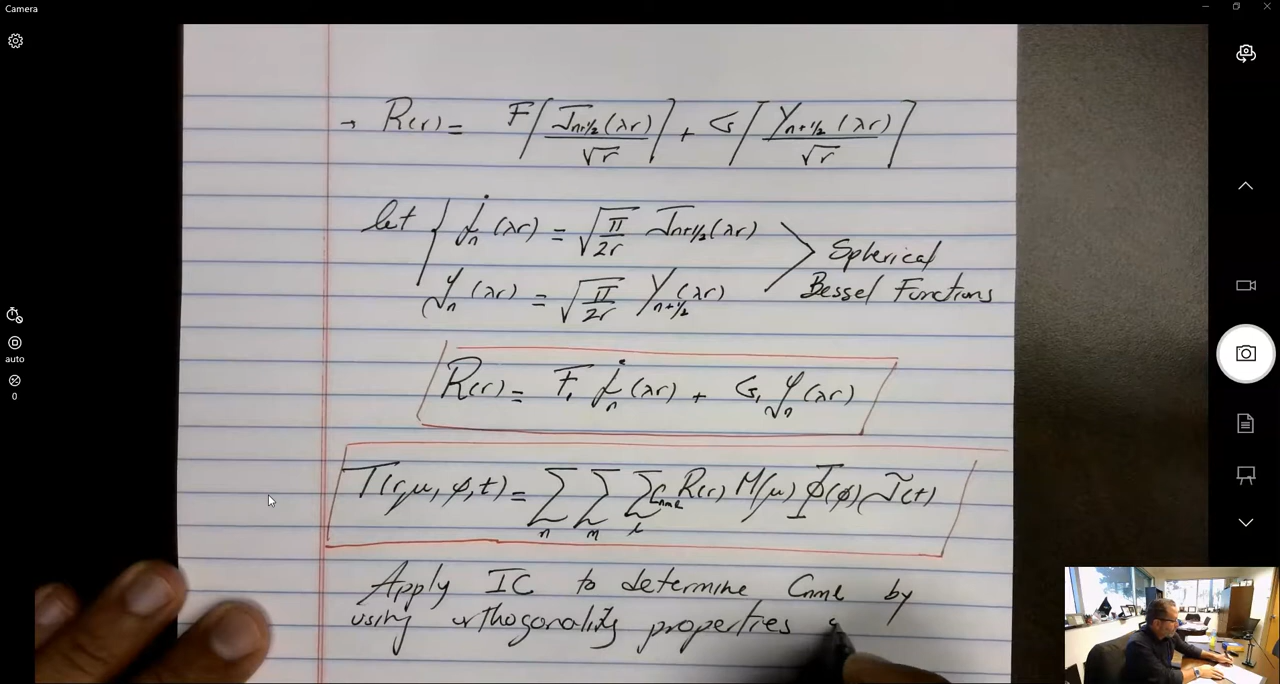 Camera
→ R(r) = F [J_{n+1/2}(λr) / √r] + G [Y_{n+1/2}(λr) / √r]
let { j_n(λr) = √(π/2r) J_{n+1/2}(λr)
y_n(λr) = √(π/2r) Y_{n+1/2}(λr)
Spherical
Bessel Functions
R(r) = F₁ j_n(λr) + G₁ y_n(λr)
T(r,μ,φ,t) = Σ_n Σ_m Σ_l C_{nml} R(r) M(μ) Φ(φ) T̃(t)
Apply IC to determine C_{nml} by
using orthogonality properties
auto
0